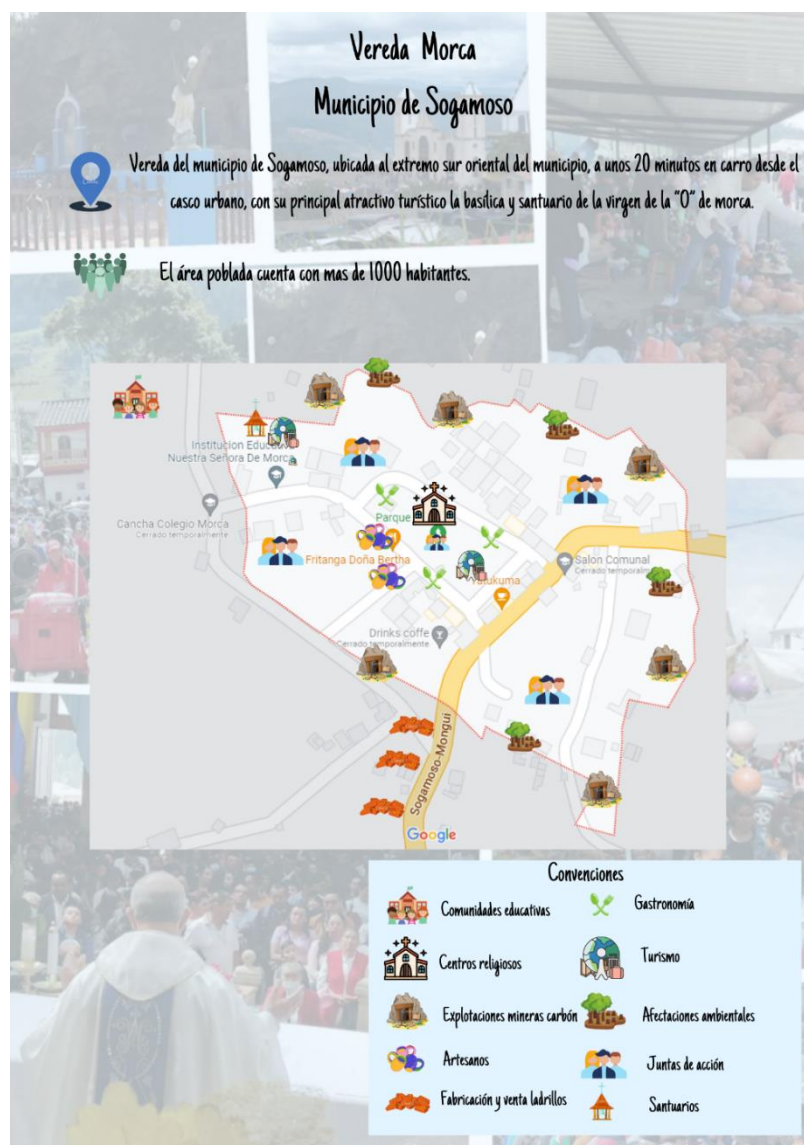 Vereda Morca
Municipio de Sogamoso
Vereda del municipio de Sogamoso, ubicada al extremo sur oriental del municipio, a unos 20 minutos en carro desde el
casco urbano, con su principal atractivo turístico la basílica y santuario de la virgen de la "O" de morca.
El área poblada cuenta con mas de 1000 habitantes.
Institucion Educativa
Nuestra Señora De Morca
Cancha Colegio Morca
Cerrado temporalmente
Parque
Fritanga Doña Bertha
Salon Comunal
Cerrado temporalmente
Drinks coffe
Cerrado temporalmente
Sogamoso-Mongui
Google
Convenciones
Comunidades educativas
Gastronomía
Centros religiosos
Turismo
Explotaciones mineras carbón
Afectaciones ambientales
Artesanos
Juntas de acción
Fabricación y venta ladrillos
Santuarios